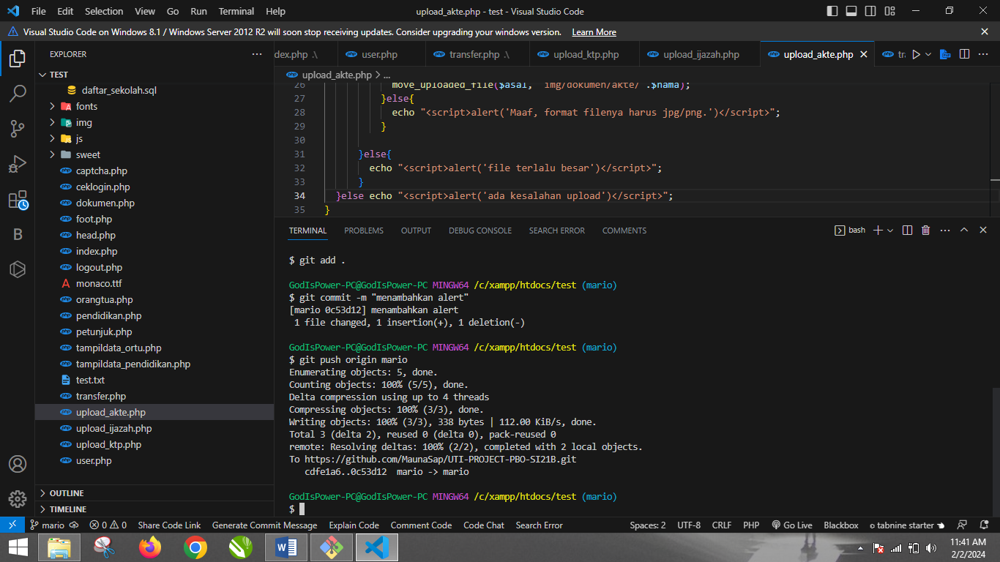 File Edit Selection View Go Run Terminal Help
upload_akte.php - test - Visual Studio Code
Visual Studio Code on Windows 8.1 / Windows Server 2012 R2 will soon stop receiving updates. Consider upgrading your windows version. Learn More
EXPLORER
TEST
daftar_sekolah.sql
fonts
img
js
sweet
captcha.php
ceklogin.php
dokumen.php
foot.php
head.php
index.php
logout.php
monaco.ttf
orangtua.php
pendidikan.php
petunjuk.php
tampildata_ortu.php
tampildata_pendidikan.php
test.txt
transfer.php
upload_akte.php
upload_ijazah.php
upload_ktp.php
user.php
OUTLINE
TIMELINE
dex.php .\ user.php transfer.php .\ upload_ktp.php upload_ijazah.php upload_akte.php tr
upload_akte.php > ...
26 move_uploaded_file($asal, img/dokumen/akte/ .$nama);
27 }else{
28 echo "<script>alert('Maaf, format filenya harus jpg/png.')</script>";
29 }
30
31 }else{
32 echo "<script>alert('file terlalu besar')</script>";
33 }
34 }else echo "<script>alert('ada kesalahan upload')</script>";
35 }
TERMINAL PROBLEMS OUTPUT DEBUG CONSOLE SEARCH ERROR COMMENTS
bash
$ git add .
GodIsPower-PC@GodIsPower-PC MINGW64 /c/xampp/htdocs/test (mario)
$ git commit -m "menambahkan alert"
[mario 0c53d12] menambahkan alert
1 file changed, 1 insertion(+), 1 deletion(-)
GodIsPower-PC@GodIsPower-PC MINGW64 /c/xampp/htdocs/test (mario)
$ git push origin mario
Enumerating objects: 5, done.
Counting objects: 100% (5/5), done.
Delta compression using up to 4 threads
Compressing objects: 100% (3/3), done.
Writing objects: 100% (3/3), 338 bytes | 112.00 KiB/s, done.
Total 3 (delta 2), reused 0 (delta 0), pack-reused 0
remote: Resolving deltas: 100% (2/2), completed with 2 local objects.
To https://github.com/MaunaSap/UTI-PROJECT-PBO-SI21B.git
cdfe1a6..0c53d12 mario -> mario
GodIsPower-PC@GodIsPower-PC MINGW64 /c/xampp/htdocs/test (mario)
$
mario 0 0 Share Code Link Generate Commit Message Explain Code Comment Code Code Chat Search Error Spaces: 2 UTF-8 CRLF PHP Go Live Blackbox tabnine starter
11:41 AM
2/2/2024